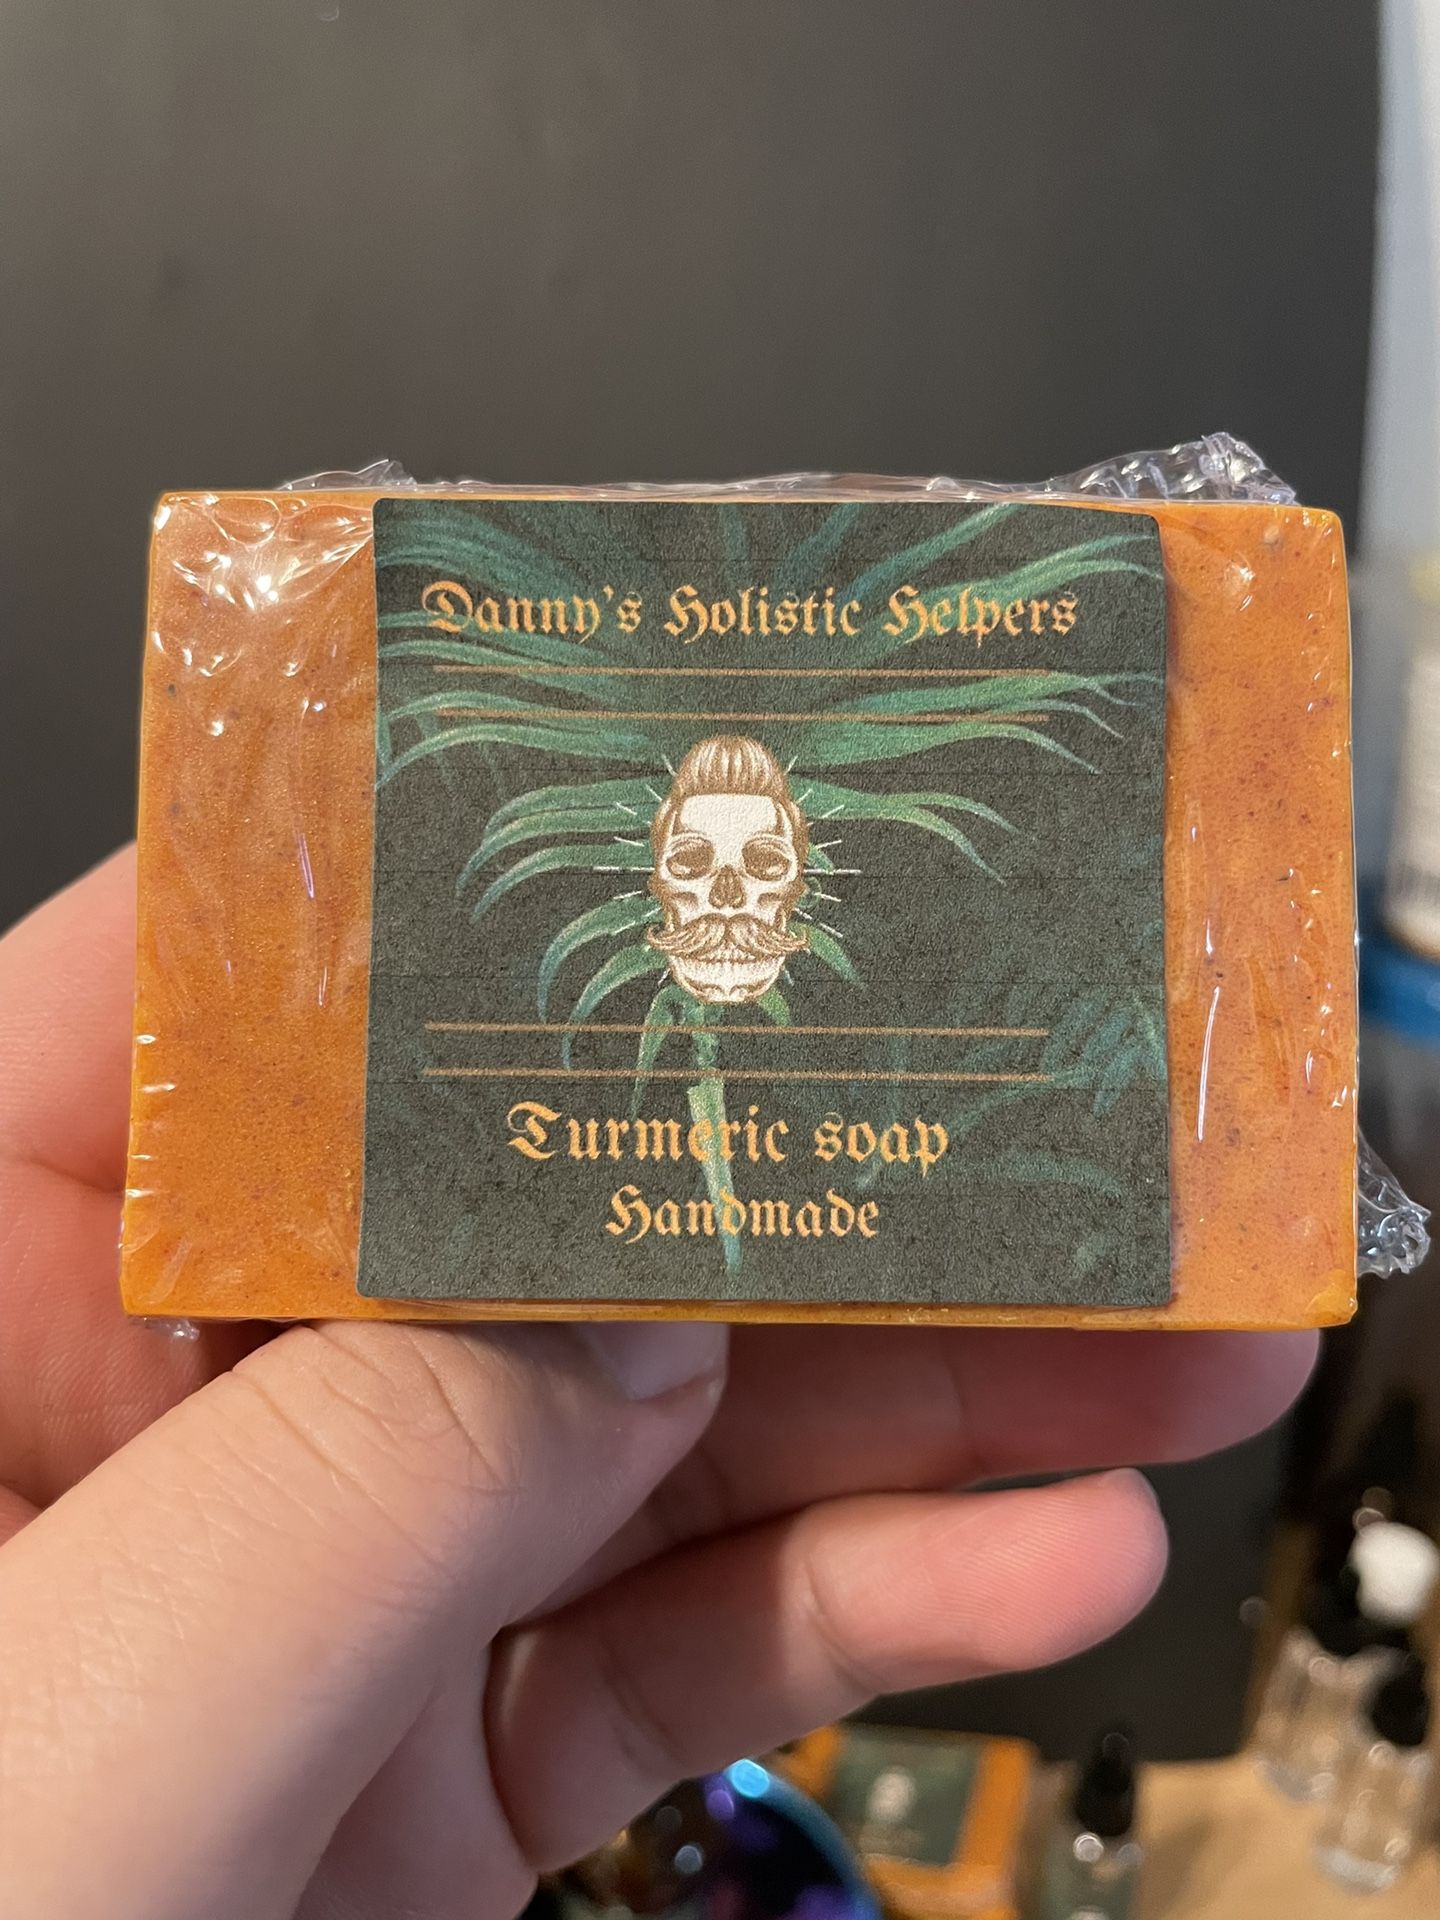 Danny's Holistic Helpers
Turmeric soap
Handmade